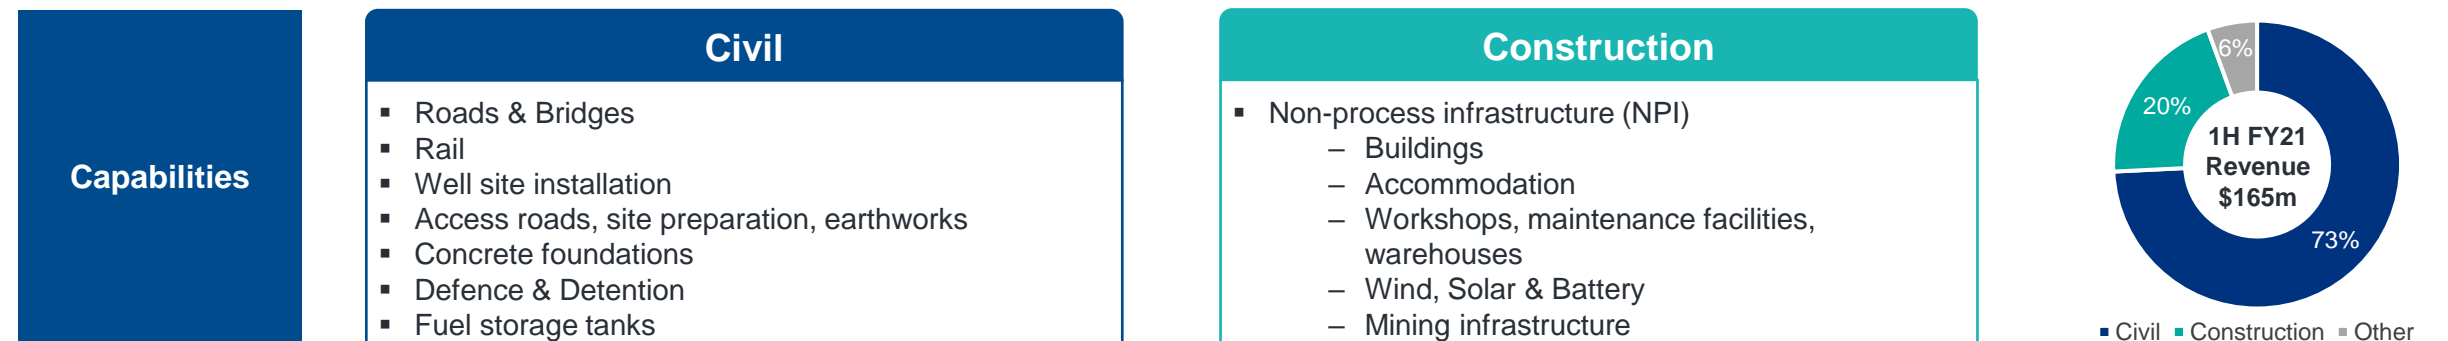 Capabilities
Civil
▪ Roads & Bridges
▪ Rail
▪ Well site installation
▪ Access roads, site preparation, earthworks
▪ Concrete foundations
▪ Defence & Detention
▪ Fuel storage tanks
Construction
▪ Non-process infrastructure (NPI)
– Buildings
– Accommodation
– Workshops, maintenance facilities,
warehouses
– Wind, Solar & Battery
– Mining infrastructure
6%
20%
1H FY21
Revenue
$165m
73%
Civil Construction Other